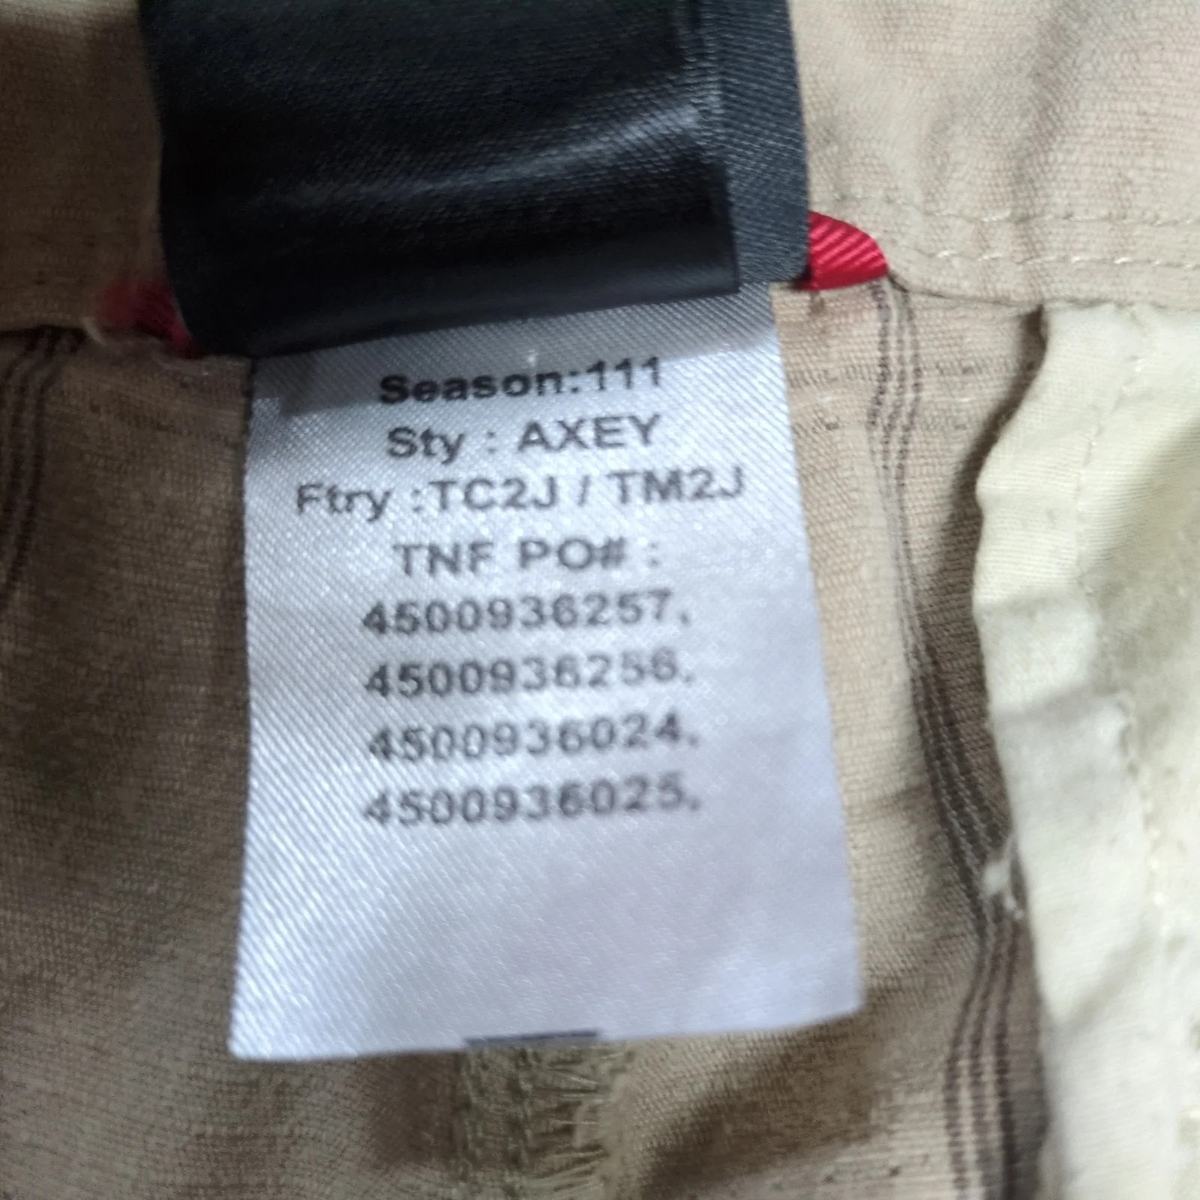 Season:111
Sty : AXEY
Ftry :TC2J / TM2J
TNF PO# :
4500936257,
4500936256,
4500936024,
4500936025,